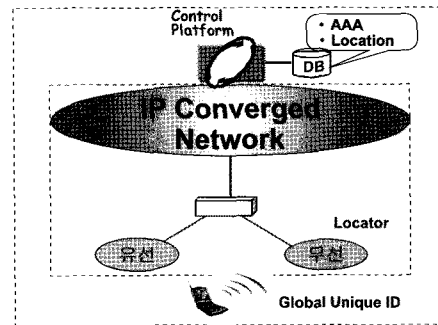 Control
Platform
• AAA
• Location
DB
IP Converged
Network
Locator
유선
무선
Global Unique ID